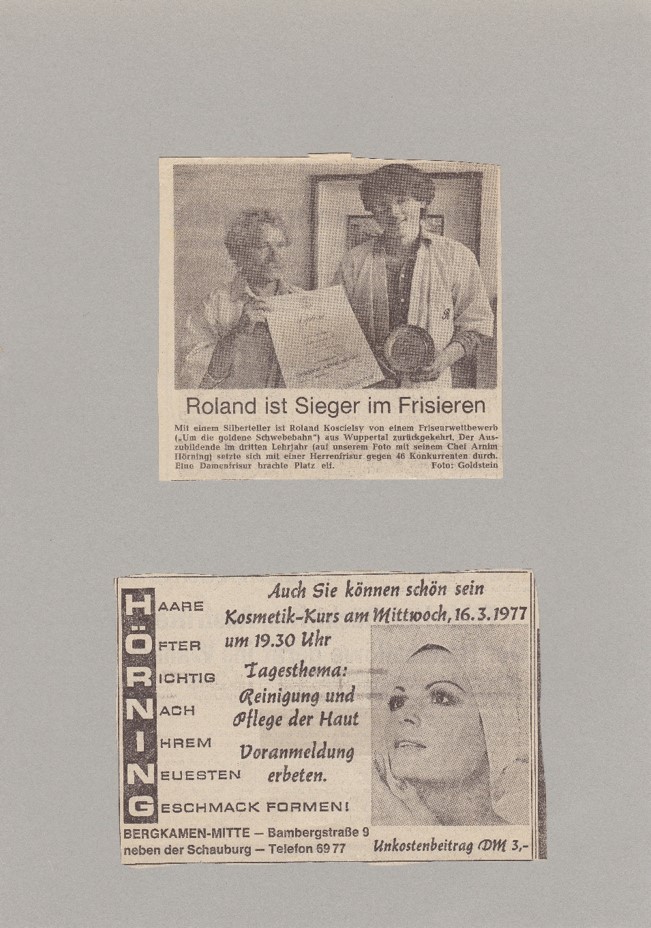 Roland ist Sieger im Frisieren
Mit einem Silberteller ist Roland Koscielsy von einem Friseurwettbewerb
(„Um die goldene Schwebebahn“) aus Wuppertal zurückgekehrt. Der Aus-
zubildende im dritten Lehrjahr (auf unserem Foto mit seinem Chef Armin
Hörning) setzte sich mit einer Herrenfrisur gegen 46 Konkurrenten durch.
Eine Damenfrisur brachte Platz elf. Foto: Goldstein
Auch Sie können schön sein
Kosmetik-Kurs am Mittwoch, 16.3.1977
um 19.30 Uhr
Tagesthema:
Reinigung und
Pflege der Haut
Voranmeldung
erbeten.
HAARE
ÖFTER
RICHTIG
NACH
IHREM
NEUESTEN
GESCHMACK FORMEN!
BERGKAMEN-MITTE — Bambergstraße 9
neben der Schauburg — Telefon 69 77
Unkostenbeitrag DM 3,-